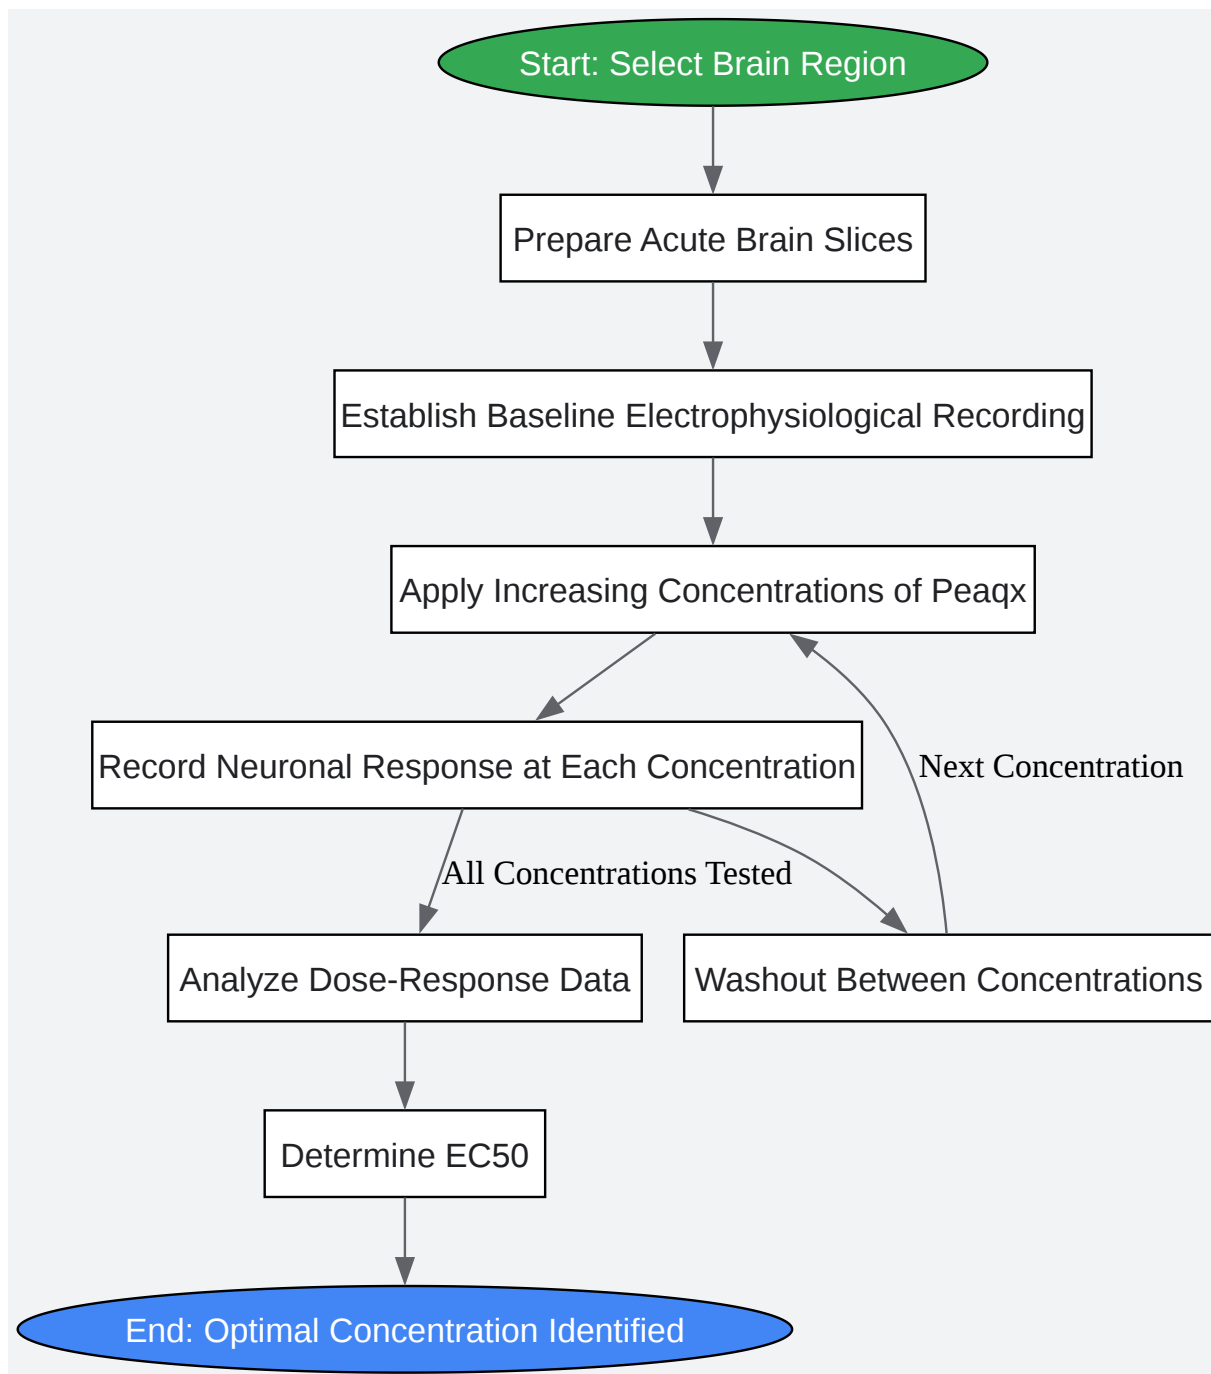 Start: Select Brain Region
Prepare Acute Brain Slices
Establish Baseline Electrophysiological Recording
Apply Increasing Concentrations of Peaqx
Record Neuronal Response at Each Concentration
Next Concentration
All Concentrations Tested
Analyze Dose-Response Data
Washout Between Concentrations
Determine EC50
End: Optimal Concentration Identified